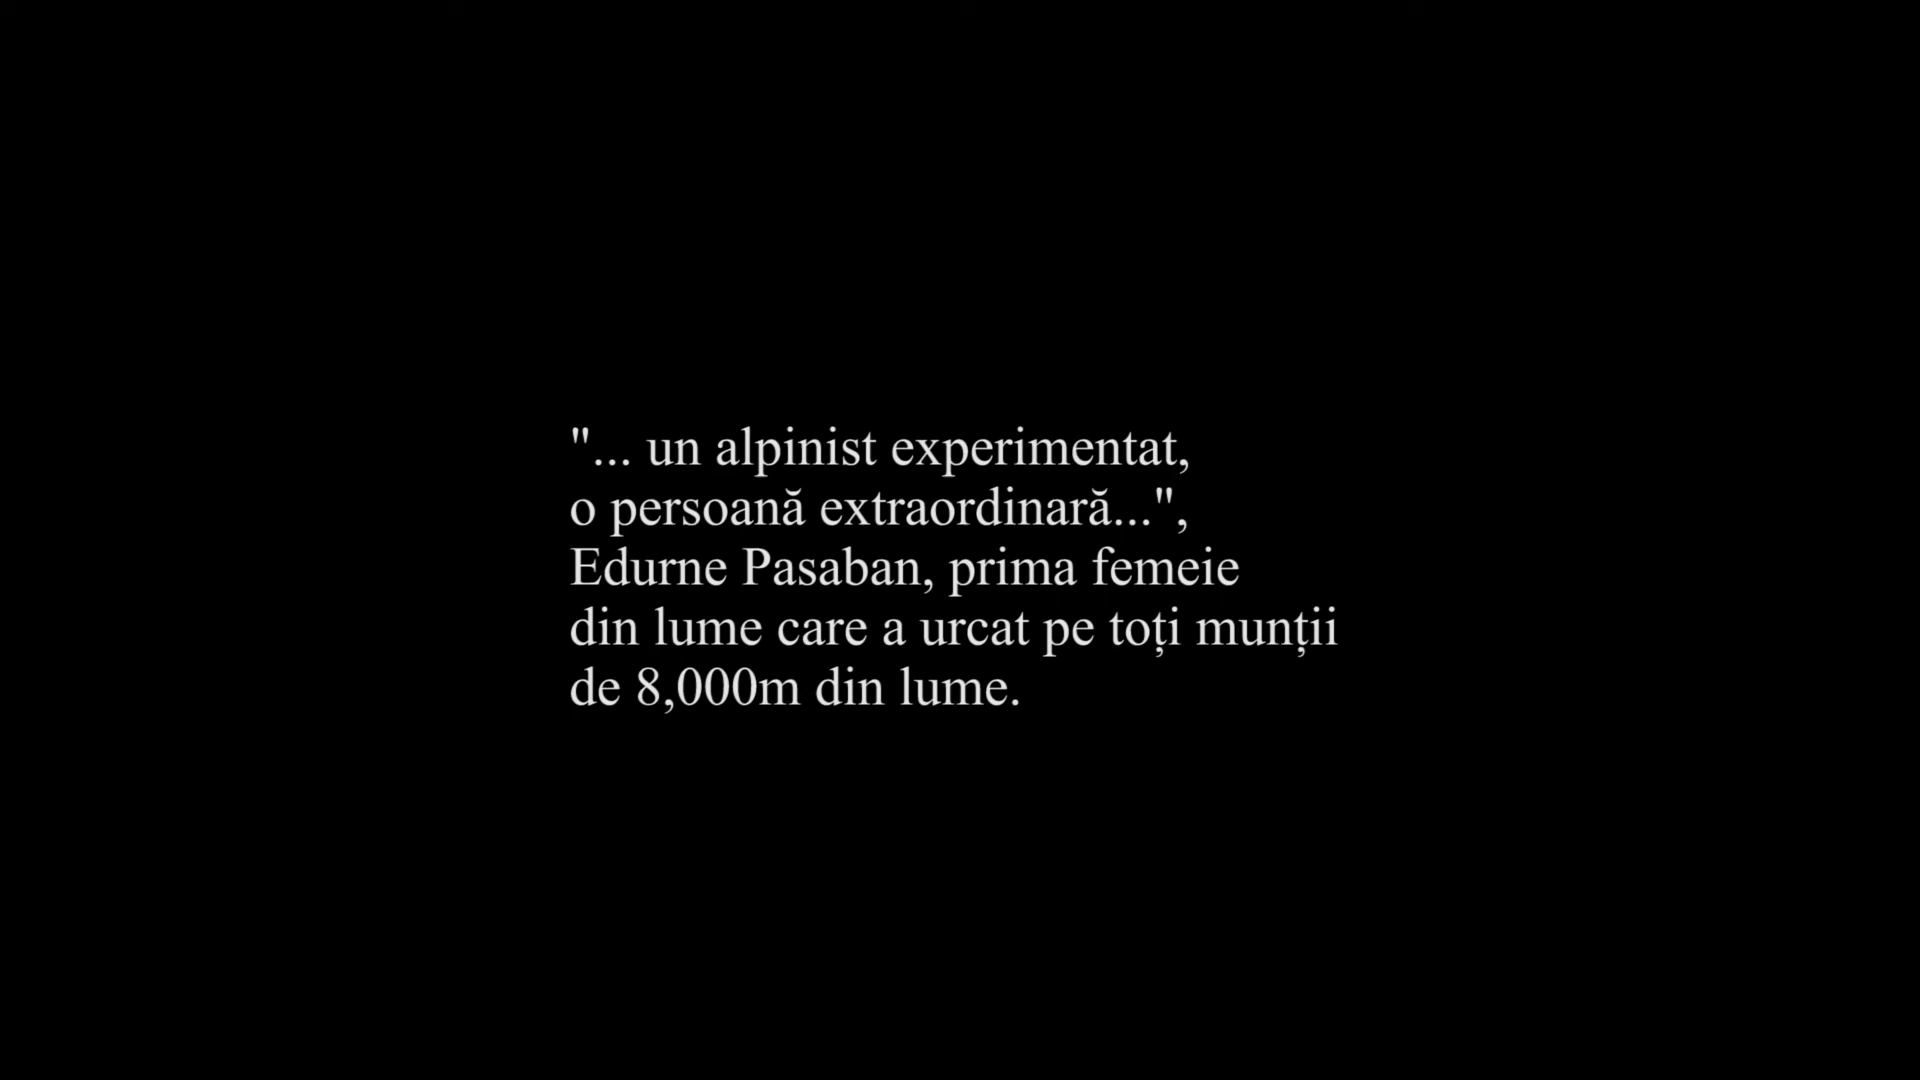 "... un alpinist experimentat,
o persoană extraordinară...",
Edurne Pasaban, prima femeie
din lume care a urcat pe toți munții
de 8,000m din lume.